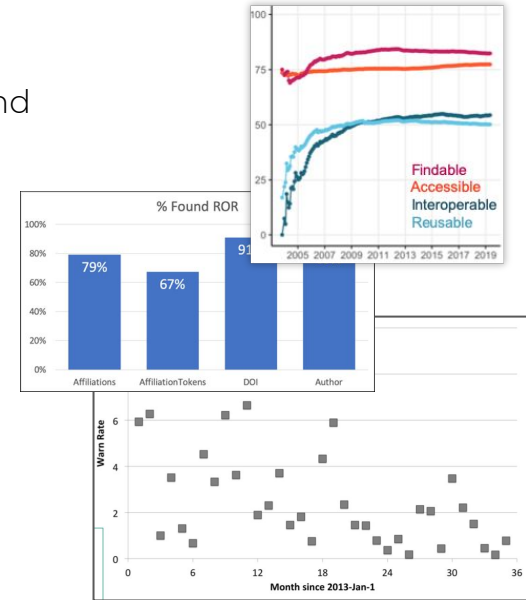 nd
100
75
50
25
0
Findable
Accessible
Interoperable
Reusable
2005 2007 2009 2011 2013 2015 2017 2019
% Found ROR
100%
80%
60%
40%
20%
0%
79%
67%
91
Affiliations AffiliationTokens DOI Author
Warn Rate
6
4
2
0
0 6 12 18 24 30 36
Month since 2013-Jan-1